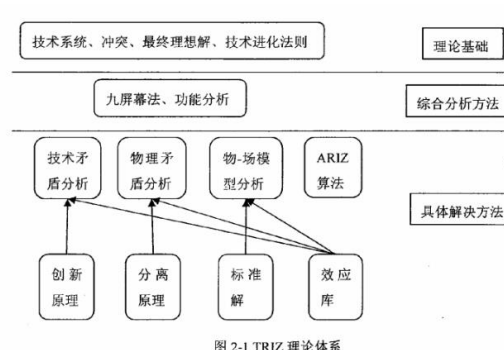 技术系统、冲突、最终理想解、技术进化法则
理论基础
九屏幕法、功能分析
综合分析方法
技术矛
盾分析
物理矛
盾分析
物-场模
型分析
ARIZ
算法
具体解决方法
创新
原理
分离
原理
标准
解
效应
库
图 2-1 TRIZ 理论体系